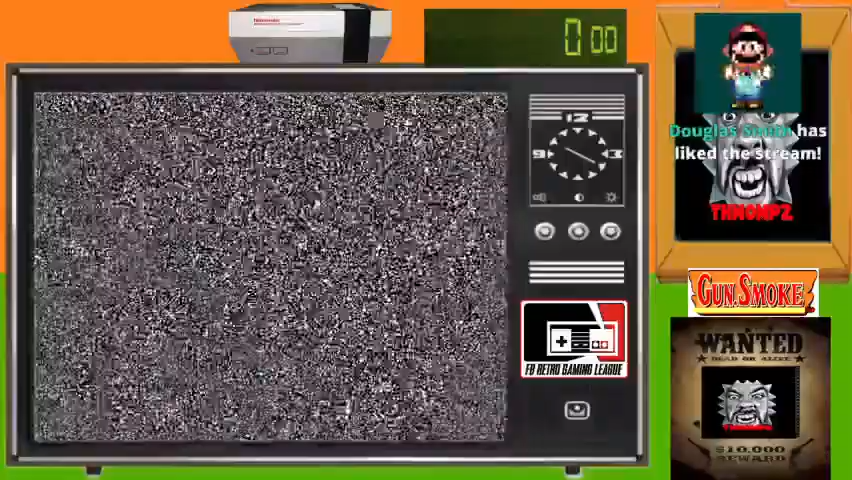 Nintendo
0 00
12
9
3
Douglas Smith has
liked the stream!
THWOMPZ
GUN.SMOKE
FB RETRO GAMING LEAGUE
WANTED
DEAD OR ALIVE
$10,000
REWARD